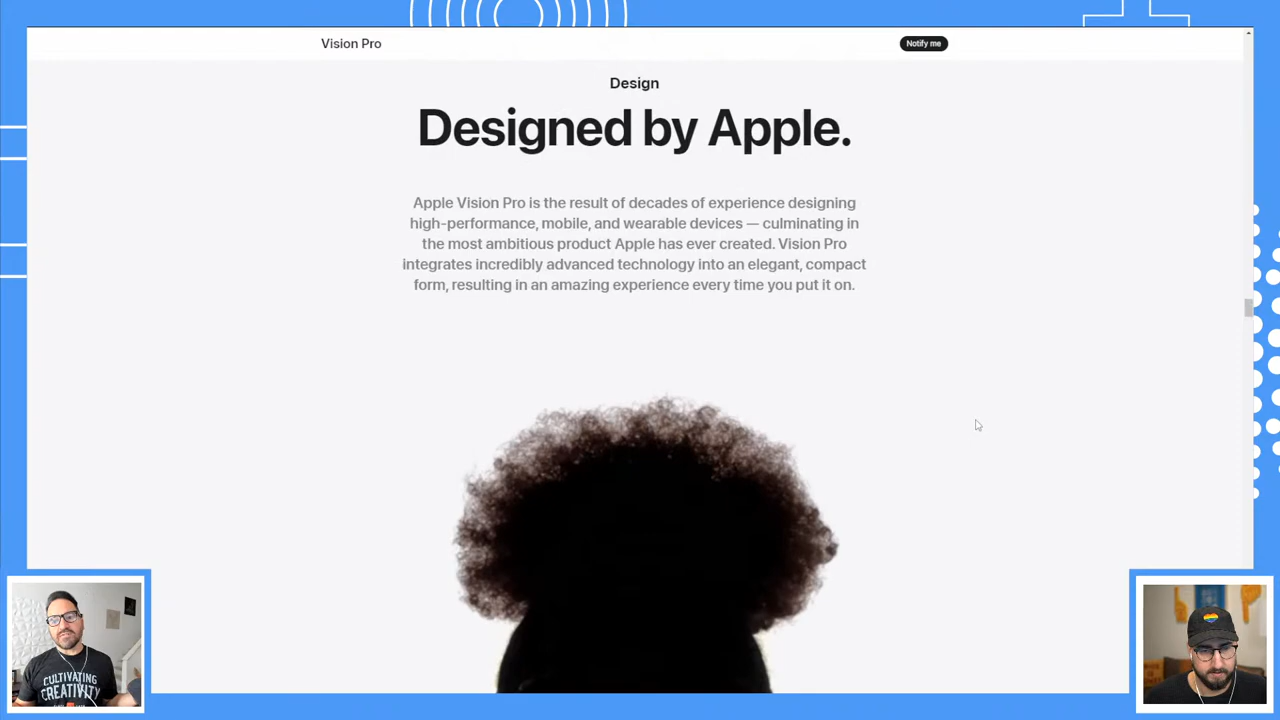 Vision Pro
Notify me
Design
Designed by Apple.
Apple Vision Pro is the result of decades of experience designing
high-performance, mobile, and wearable devices — culminating in
the most ambitious product Apple has ever created. Vision Pro
integrates incredibly advanced technology into an elegant, compact
form, resulting in an amazing experience every time you put it on.
CULTIVATING
CREATIVITY